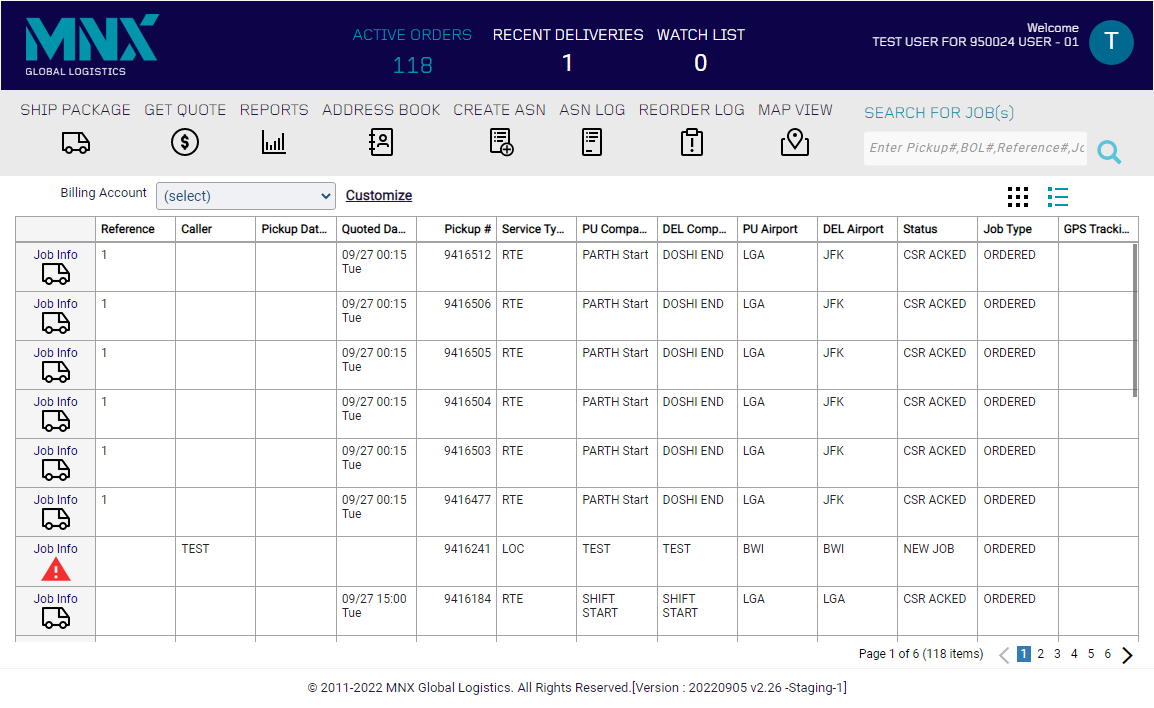 MNX
GLOBAL LOGISTICS
ACTIVE ORDERS RECENT DELIVERIES WATCH LIST
118 1 0
Welcome
TEST USER FOR 950024 USER - 01
T
SHIP PACKAGE GET QUOTE REPORTS ADDRESS BOOK CREATE ASN ASN LOG REORDER LOG MAP VIEW
SEARCH FOR JOB(s)
Enter Pickup#,BOL#,Reference#,Jc
Billing Account (select) Customize
Reference Caller Pickup Dat... Quoted Da... Pickup # Service Ty... PU Compa... DEL Comp... PU Airport DEL Airport Status Job Type GPS Tracki...
Job Info 1 09/27 00:15 9416512 RTE PARTH Start DOSHI END LGA JFK CSR ACKED ORDERED
Tue
Job Info 1 09/27 00:15 9416506 RTE PARTH Start DOSHI END LGA JFK CSR ACKED ORDERED
Tue
Job Info 1 09/27 00:15 9416505 RTE PARTH Start DOSHI END LGA JFK CSR ACKED ORDERED
Tue
Job Info 1 09/27 00:15 9416504 RTE PARTH Start DOSHI END LGA JFK CSR ACKED ORDERED
Tue
Job Info 1 09/27 00:15 9416503 RTE PARTH Start DOSHI END LGA JFK CSR ACKED ORDERED
Tue
Job Info 1 09/27 00:15 9416477 RTE PARTH Start DOSHI END LGA JFK CSR ACKED ORDERED
Tue
Job Info TEST 9416241 LOC TEST TEST BWI BWI NEW JOB ORDERED
Job Info 09/27 15:00 9416184 RTE SHIFT SHIFT LGA LGA CSR ACKED ORDERED
Tue START START
Page 1 of 6 (118 items) 1 2 3 4 5 6
© 2011-2022 MNX Global Logistics. All Rights Reserved.[Version : 20220905 v2.26 -Staging-1]